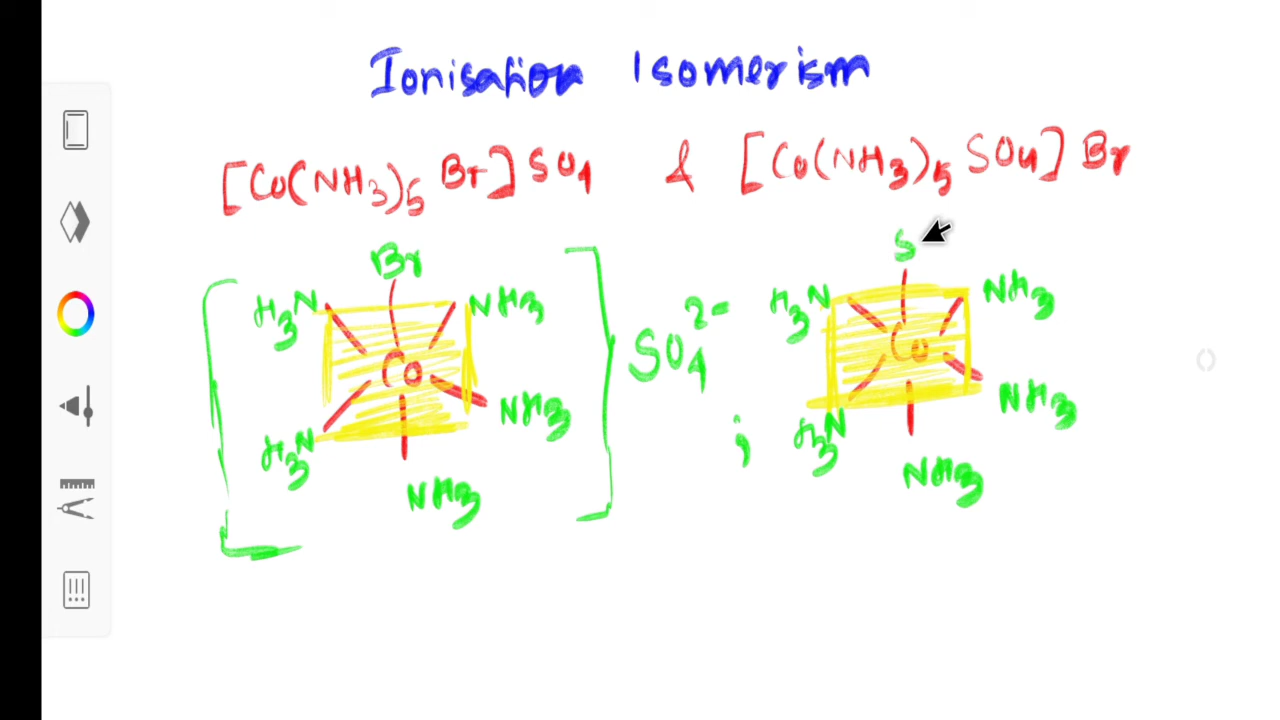 Ionisation Isomerism
[Co(NH3)5 Br] SO4 & [Co(NH3)5 SO4] Br
Br S
H3N NH3 SO4 2- H3N NH3
Co Co
H3N NH3 ; H3N NH3
NH3 NH3